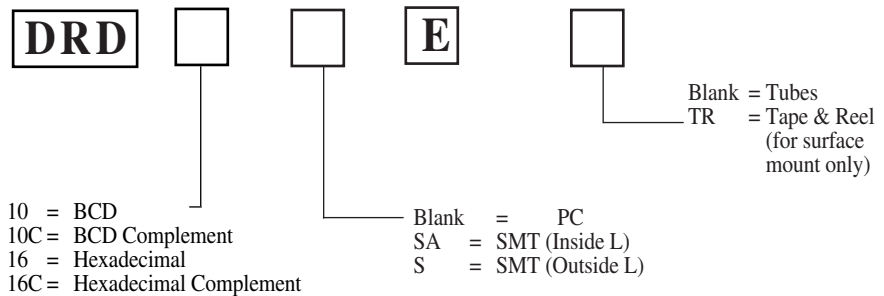 DRD E
Blank = Tubes
TR = Tape & Reel
(for surface
mount only)
10 = BCD
10C = BCD Complement
16 = Hexadecimal
16C = Hexadecimal Complement
Blank = PC
SA = SMT (Inside L)
S = SMT (Outside L)